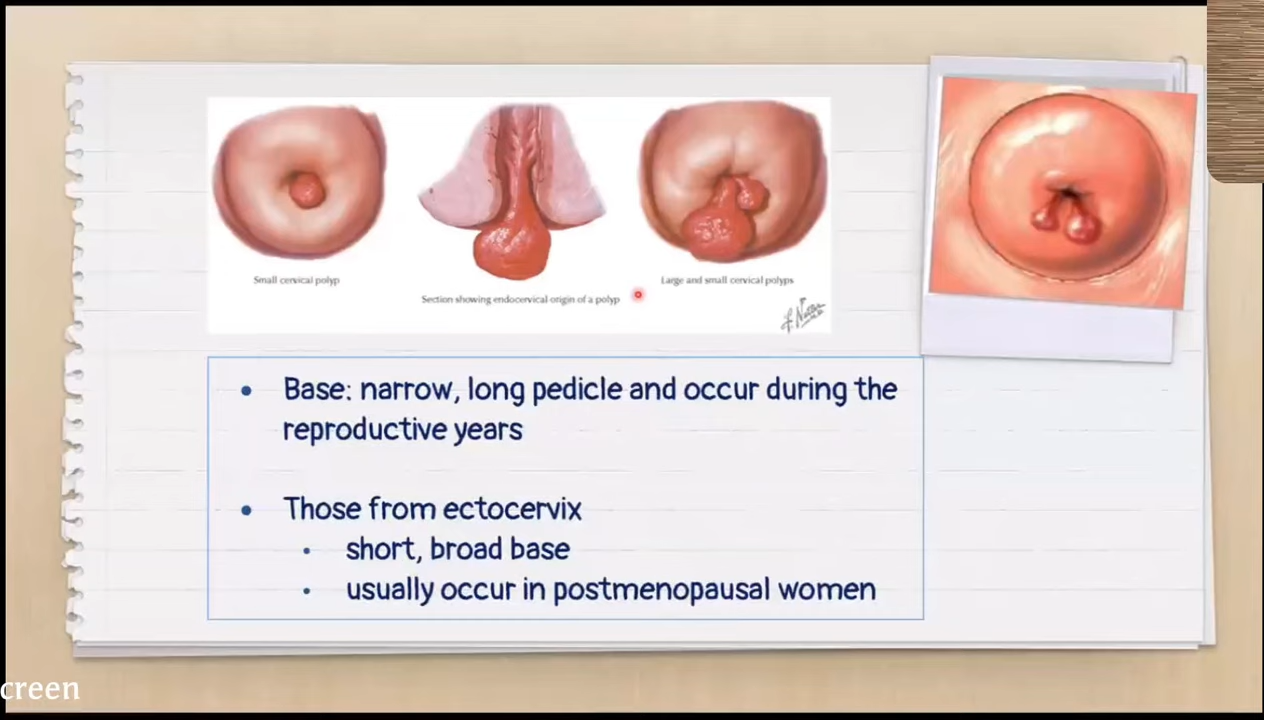 Small cervical polyp
Section showing endocervical origin of a polyp
Large and small cervical polyps
• Base: narrow, long pedicle and occur during the
reproductive years
• Those from ectocervix
• short, broad base
• usually occur in postmenopausal women
creen